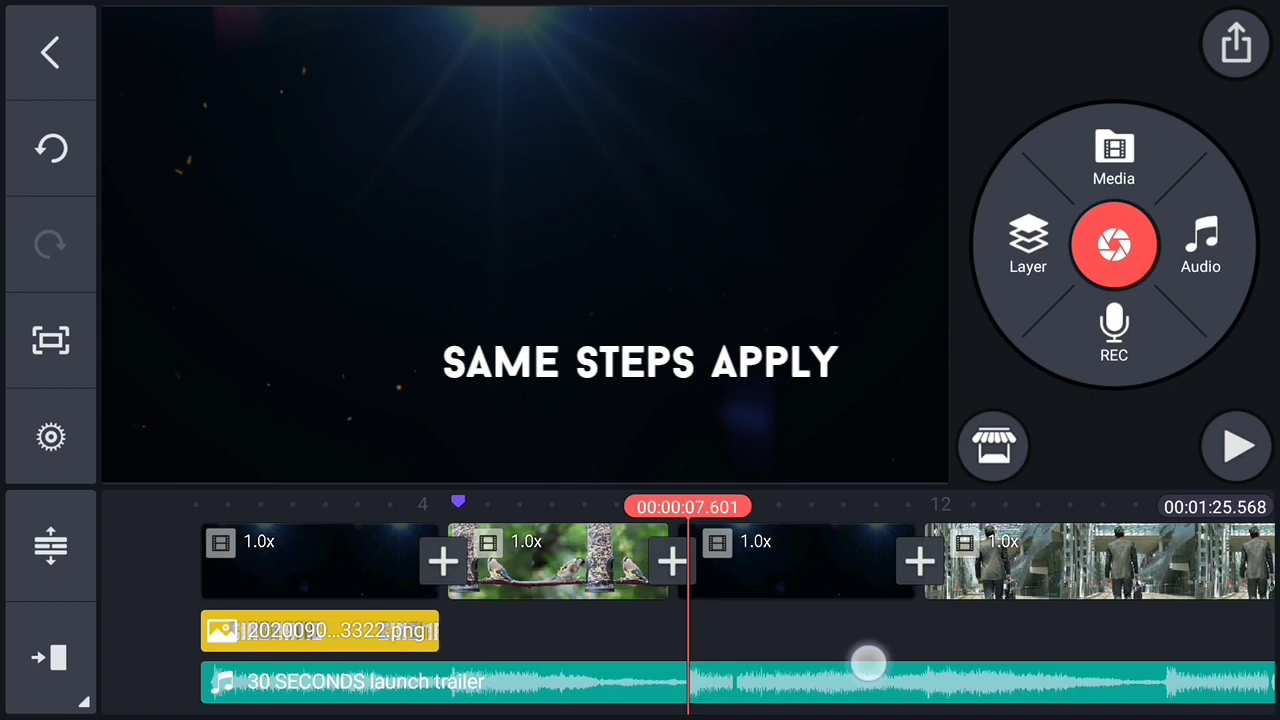 Media
Layer
Audio
REC
SAME STEPS APPLY
4
00:00:07.601
12
00:01:25.568
1.0x
1.0x
1.0x
1.0x
2020090...3322.png
30 SECONDS launch trailer